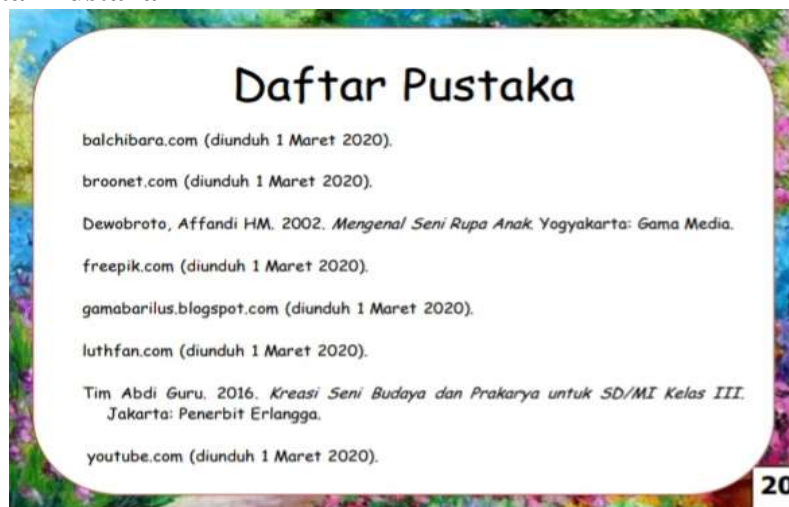 Daftar Pustaka
balchibara.com (diunduh 1 Maret 2020).
broonet.com (diunduh 1 Maret 2020).
Dewobroto, Affandi HM. 2002. Mengenal Seni Rupa Anak. Yogyakarta: Gama Media.
freepik.com (diunduh 1 Maret 2020).
gamabarilus.blogspot.com (diunduh 1 Maret 2020).
luthfan.com (diunduh 1 Maret 2020).
Tim Abdi Guru. 2016. Kreasi Seni Budaya dan Prakarya untuk SD/MI Kelas III.
Jakarta: Penerbit Erlangga.
youtube.com (diunduh 1 Maret 2020).
20